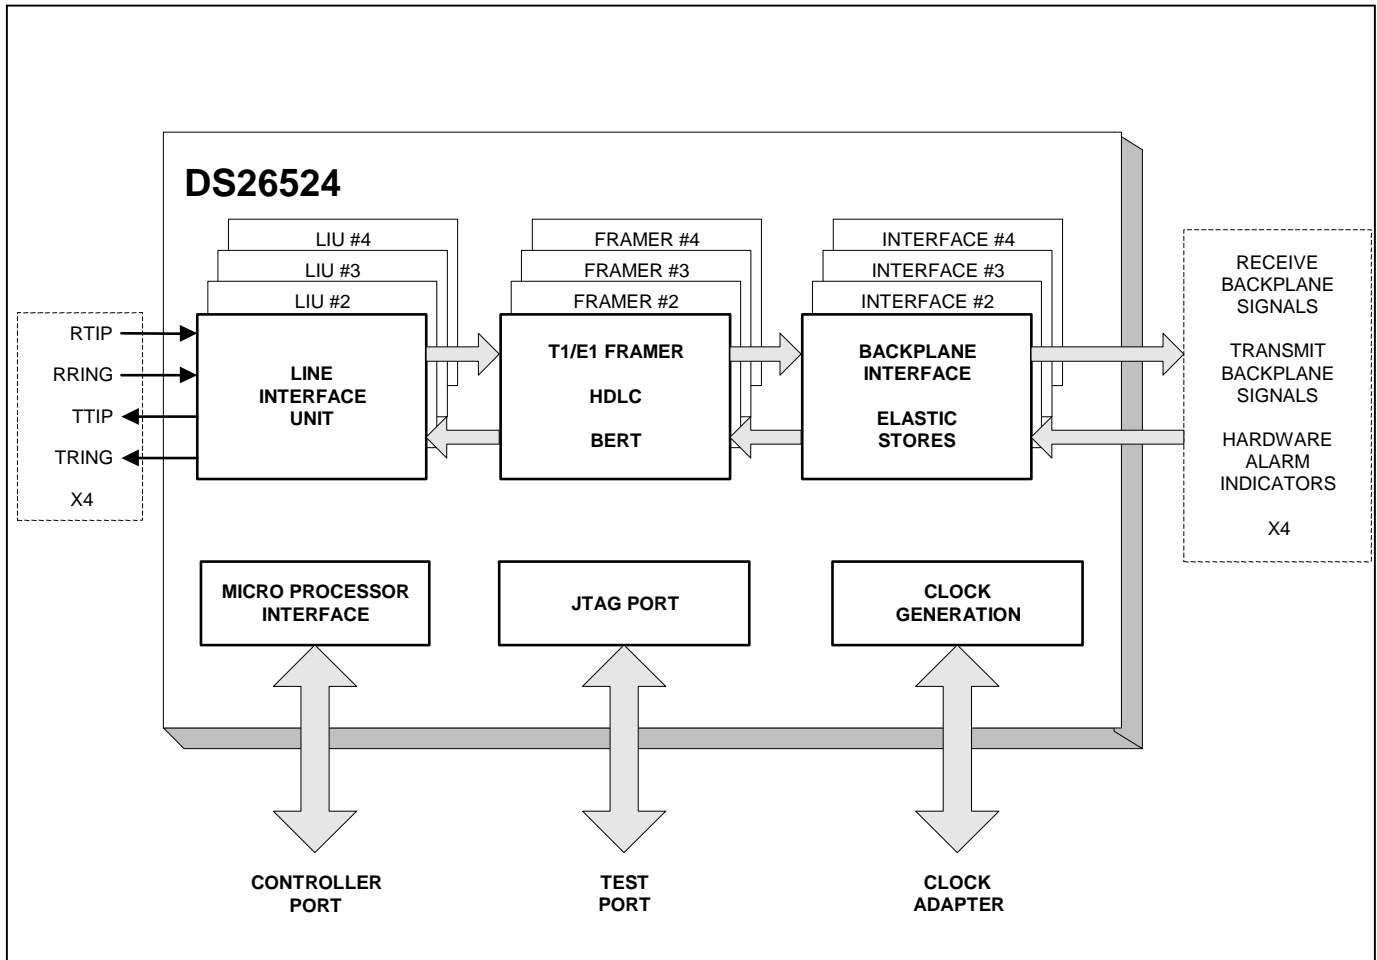 DS26524
LIU #4
LIU #3
LIU #2
LINE
INTERFACE
UNIT
FRAMER #4
FRAMER #3
FRAMER #2
T1/E1 FRAMER
HDLC
BERT
INTERFACE #4
INTERFACE #3
INTERFACE #2
BACKPLANE
INTERFACE
ELASTIC
STORES
RTIP
RRING
TTIP
TRING
X4
RECEIVE
BACKPLANE
SIGNALS
TRANSMIT
BACKPLANE
SIGNALS
HARDWARE
ALARM
INDICATORS
X4
MICRO PROCESSOR
INTERFACE
JTAG PORT
CLOCK
GENERATION
CONTROLLER
PORT
TEST
PORT
CLOCK
ADAPTER